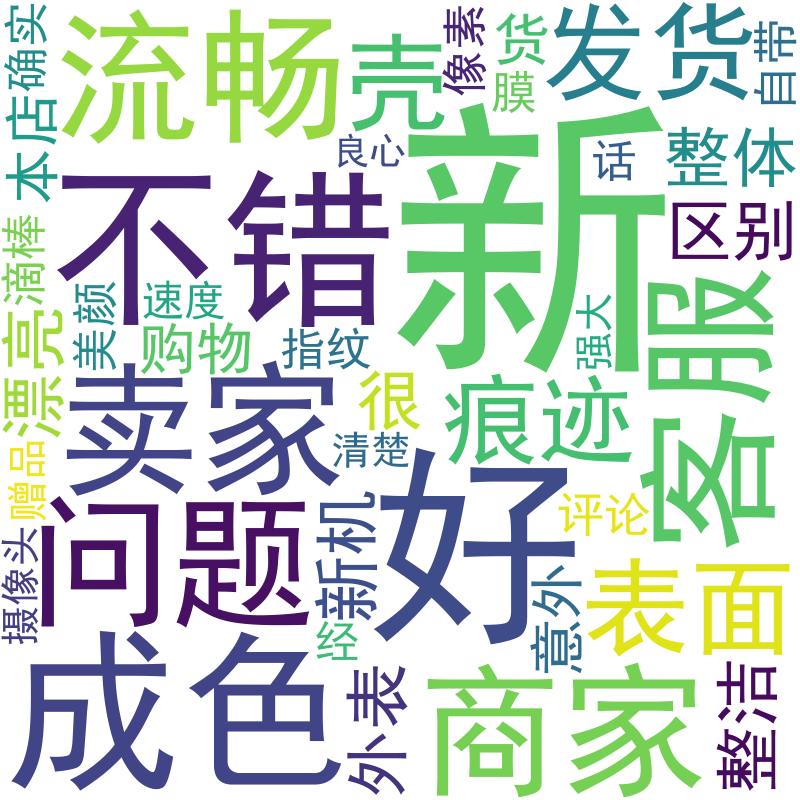 本店
确实
流畅
壳
像素
货
膜
发货
自带
良心
新
话
整体
不错
区别
滴棒
美颜
速度
购物
指纹
强大
客服
漂亮
卖家
很
痕迹
清楚
赠品
问题
新机
好
评论
摄像头
经
意外
表面
成色
外表
商家
整洁